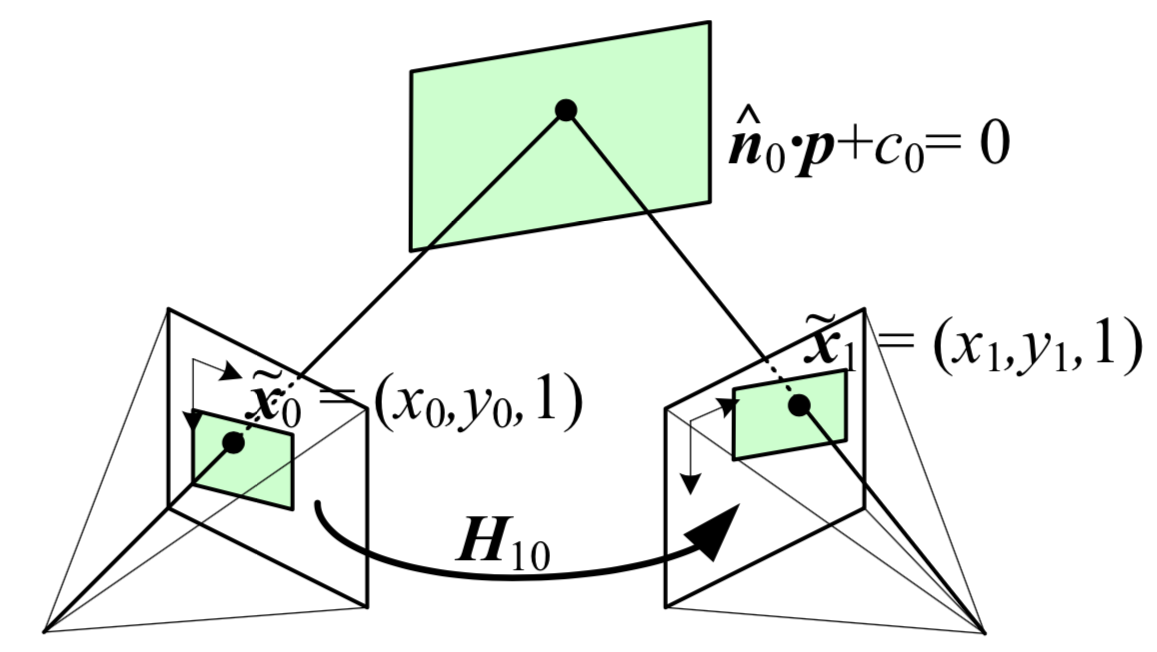 n̂₀·p+c₀= 0
x̃₁ = (x₁,y₁,1)
x̃₀ = (x₀,y₀,1)
H₁₀